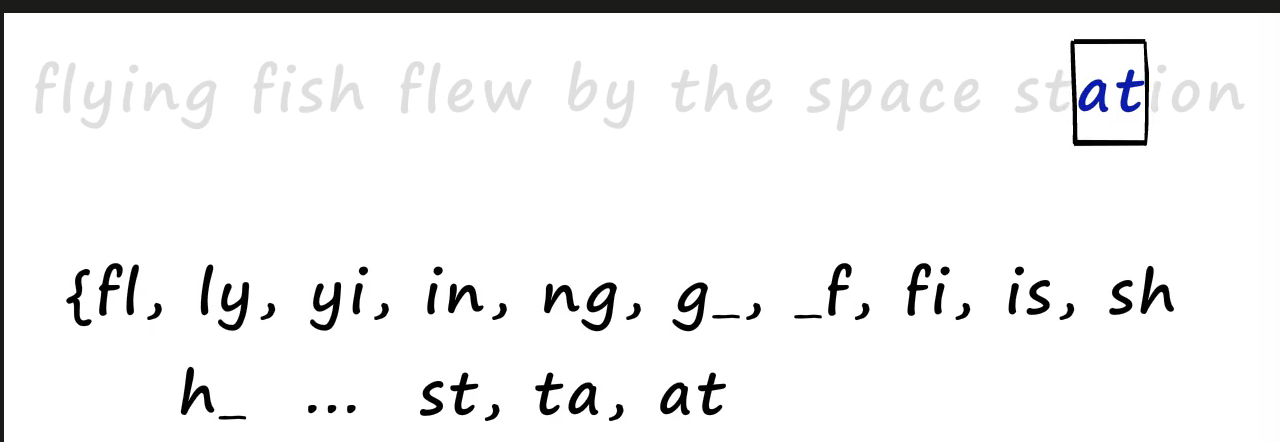 flying fish flew by the space station
{fl, ly, yi, in, ng, g_, _f, fi, is, sh
h_ ... st, ta, at